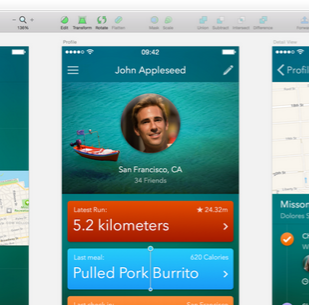 138%
Edit Transform Rotate Flatten Mask Scale Union Subtract Intersect Difference
Profile
09:42
John Appleseed
San Francisco, CA
34 Friends
Latest Run: ★ 24.32m
5.2 kilometers
Last meal: 620 Calories
Pulled Pork Burrito
Detail View
Profil
Misson
Dolores S